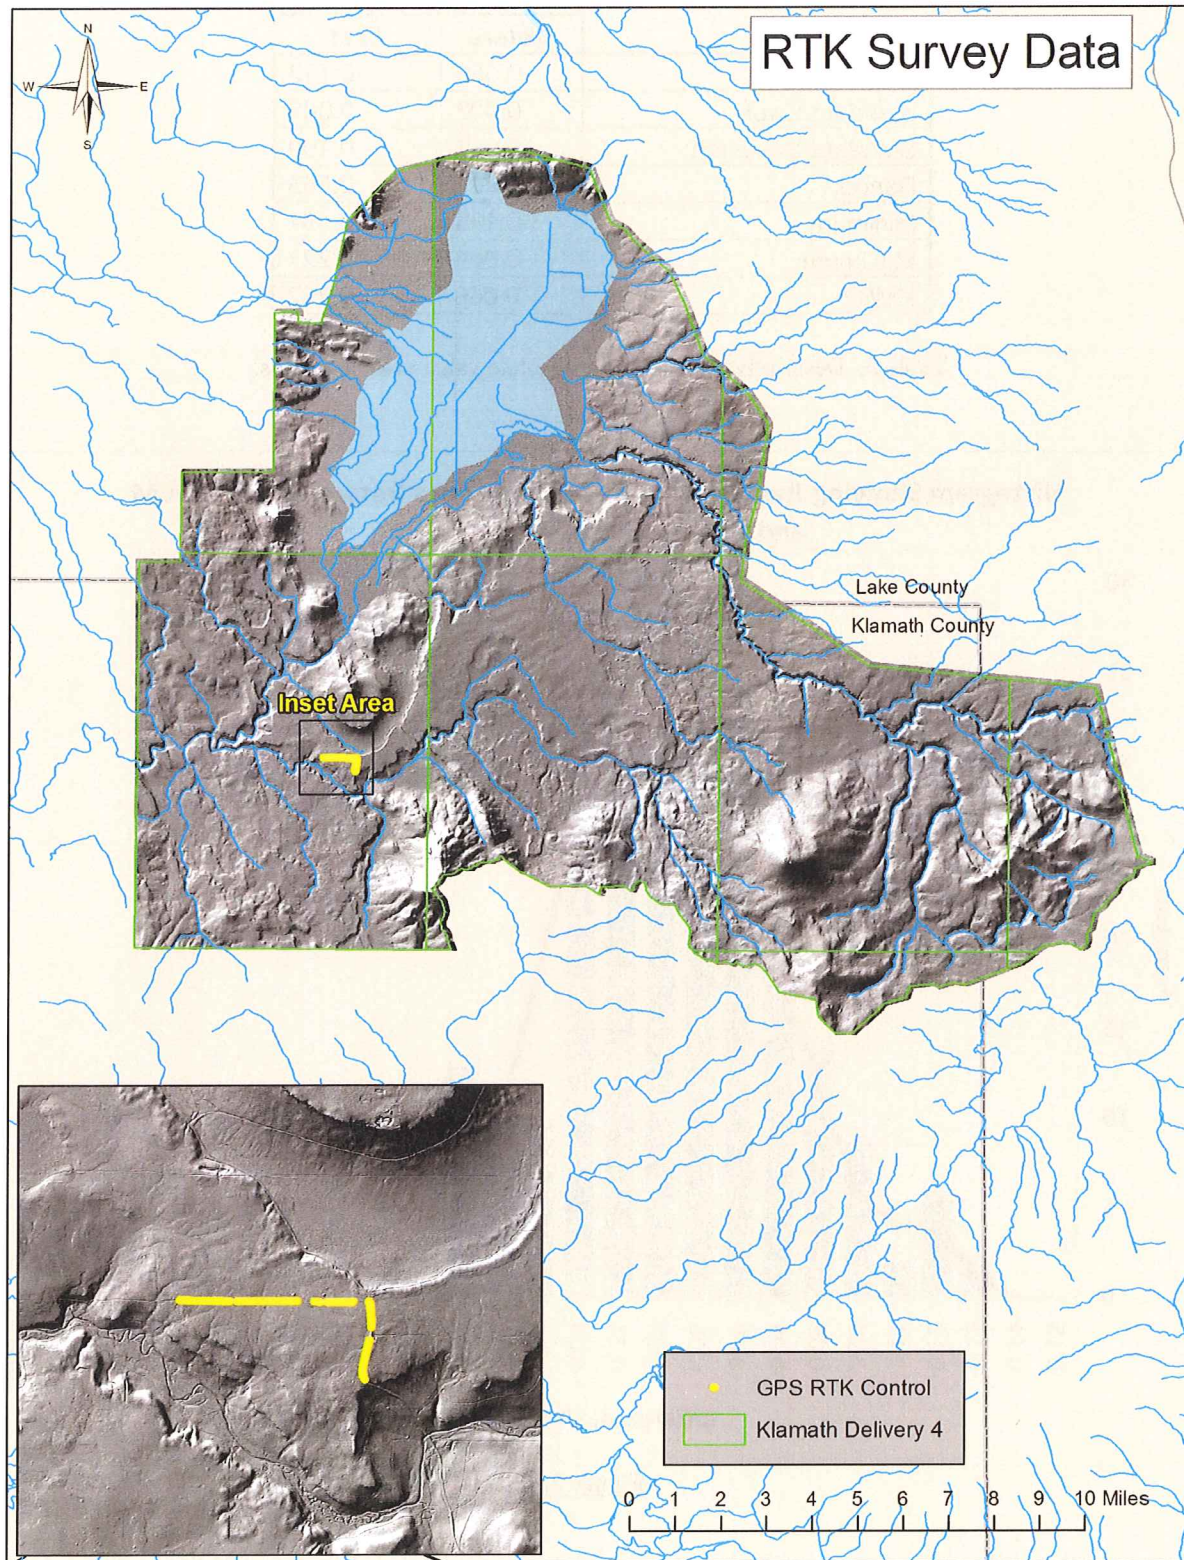 RTK Survey Data
N
W
E
S
Lake County
Klamath County
Inset Area
GPS RTK Control
Klamath Delivery 4
0 1 2 3 4 5 6 7 8 9 10 Miles